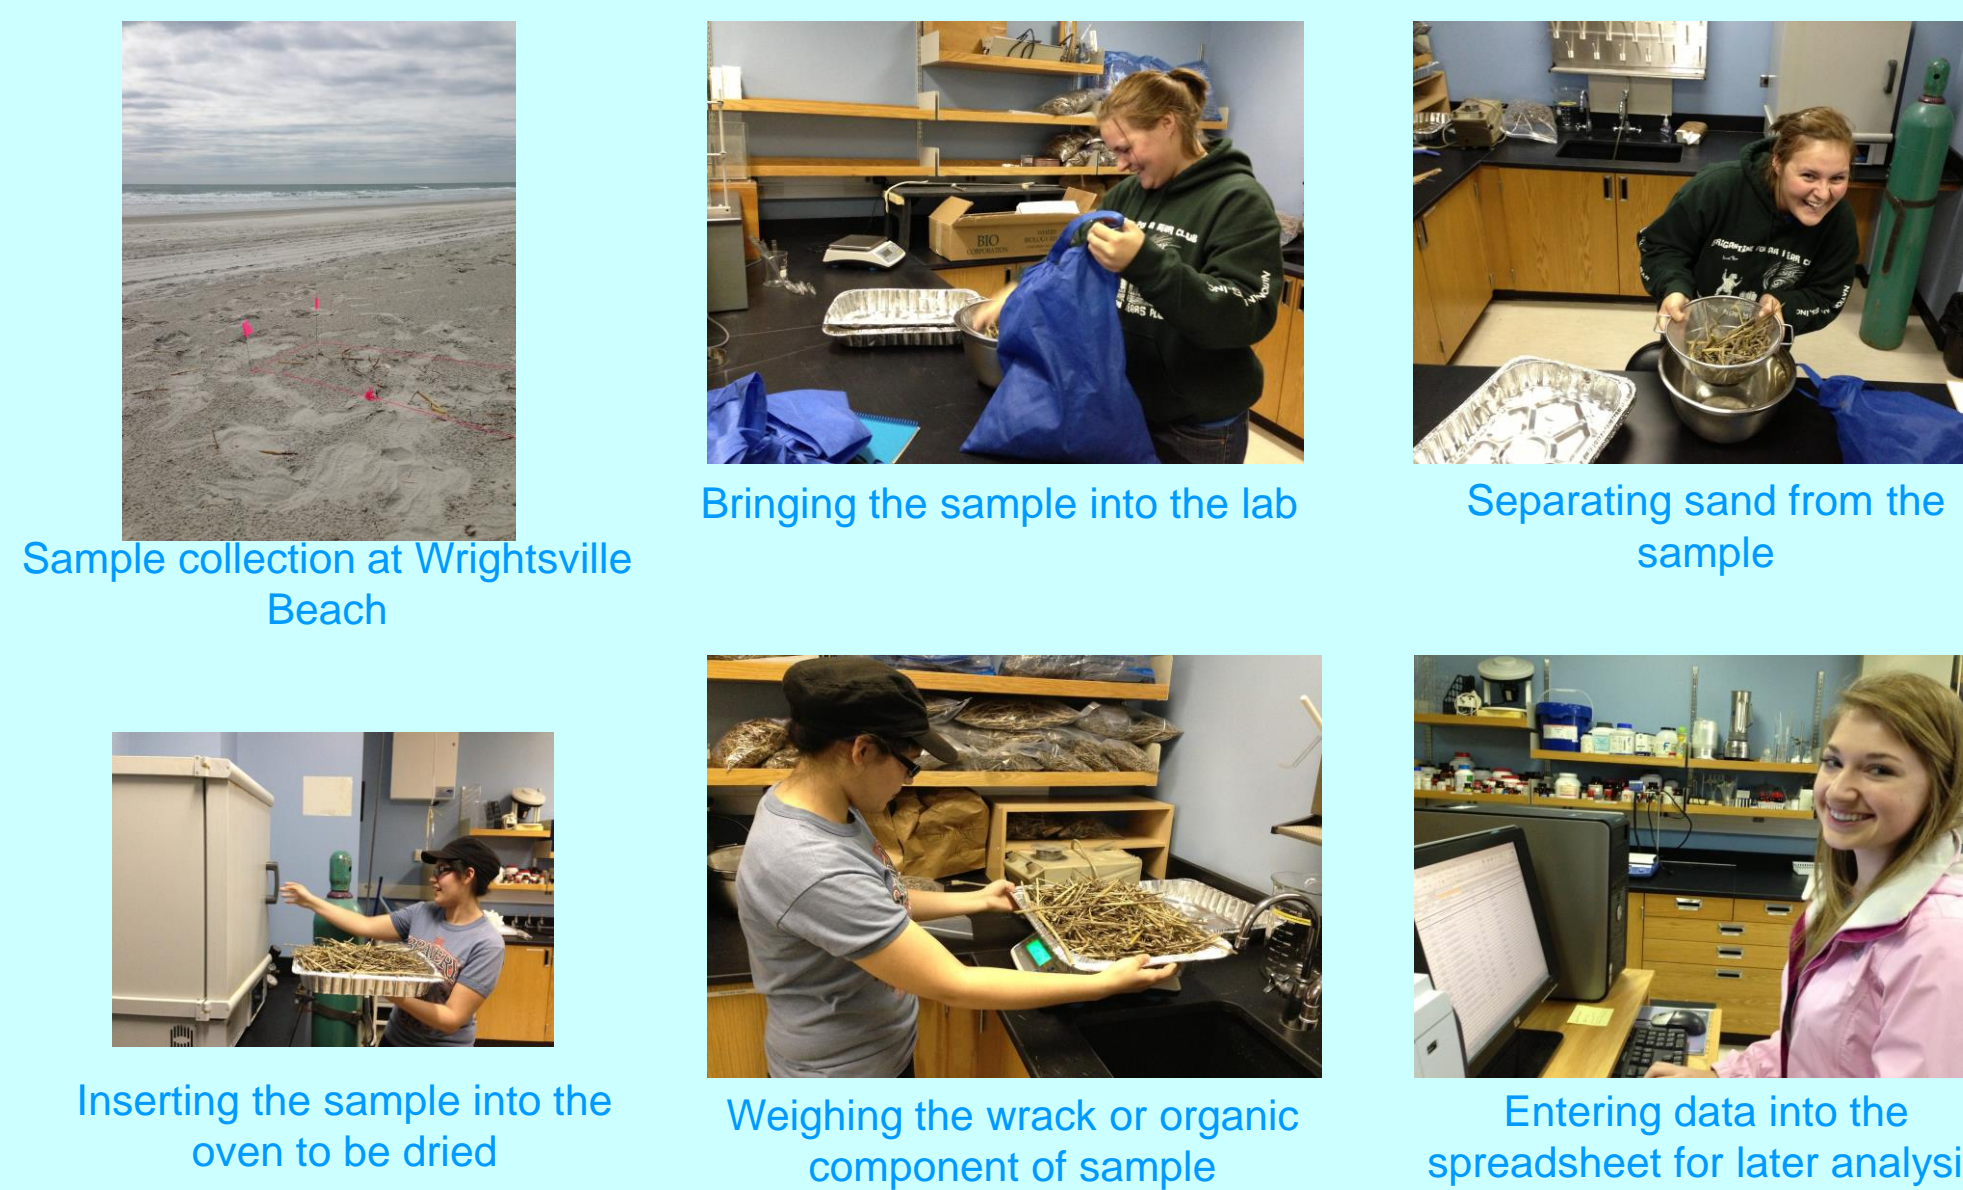 Sample collection at Wrightsville
Beach
Bringing the sample into the lab
Separating sand from the
sample
Inserting the sample into the
oven to be dried
Weighing the wrack or organic
component of sample
Entering data into the
spreadsheet for later analysi
BIO
CORPORATION